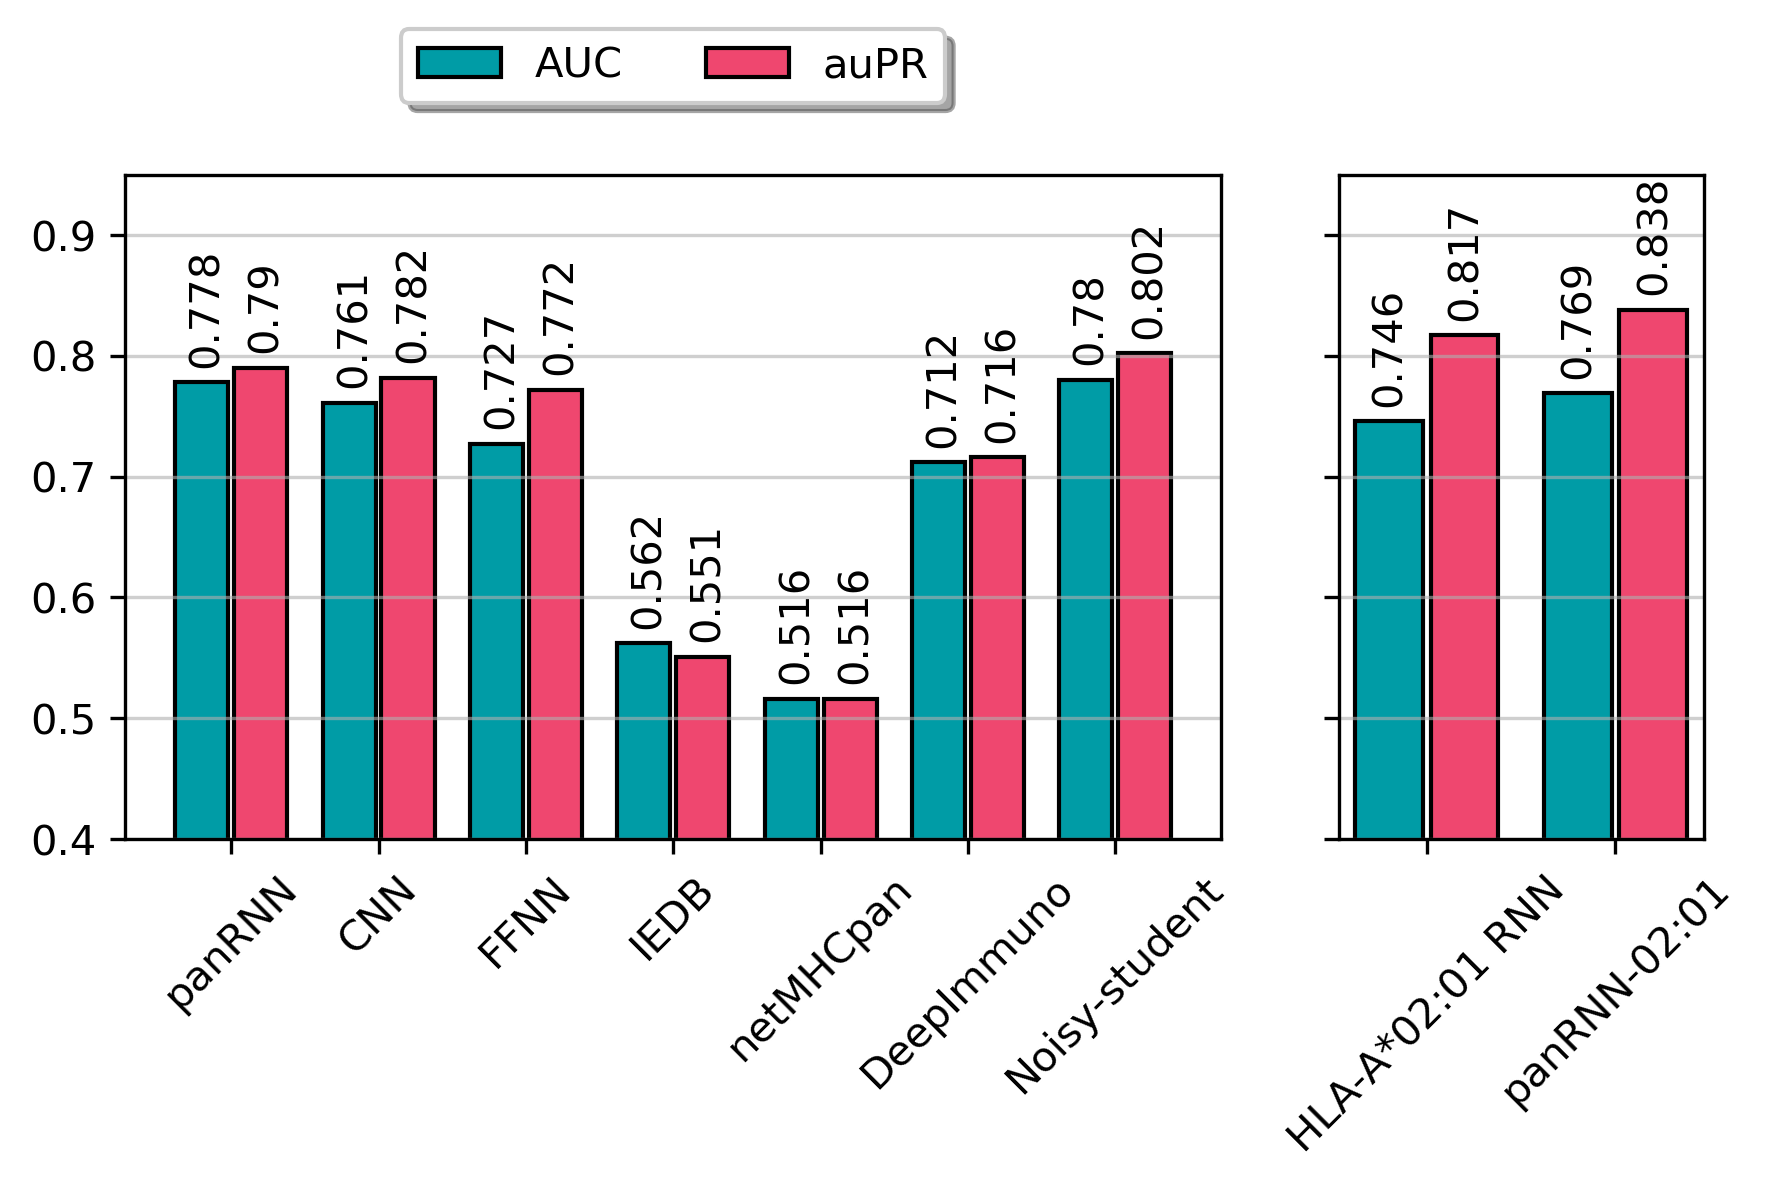 AUC auPR
0.9
0.8
0.7
0.6
0.5
0.4
0.778 0.79 0.761 0.782 0.727 0.772 0.562 0.551 0.516 0.516 0.712 0.716 0.78 0.802
0.746 0.817 0.769 0.838
panRNN
CNN
FFNN
IEDB
netMHCpan
DeepImmuno
Noisy-student
HLA-A*02:01 RNN
panRNN-02:01